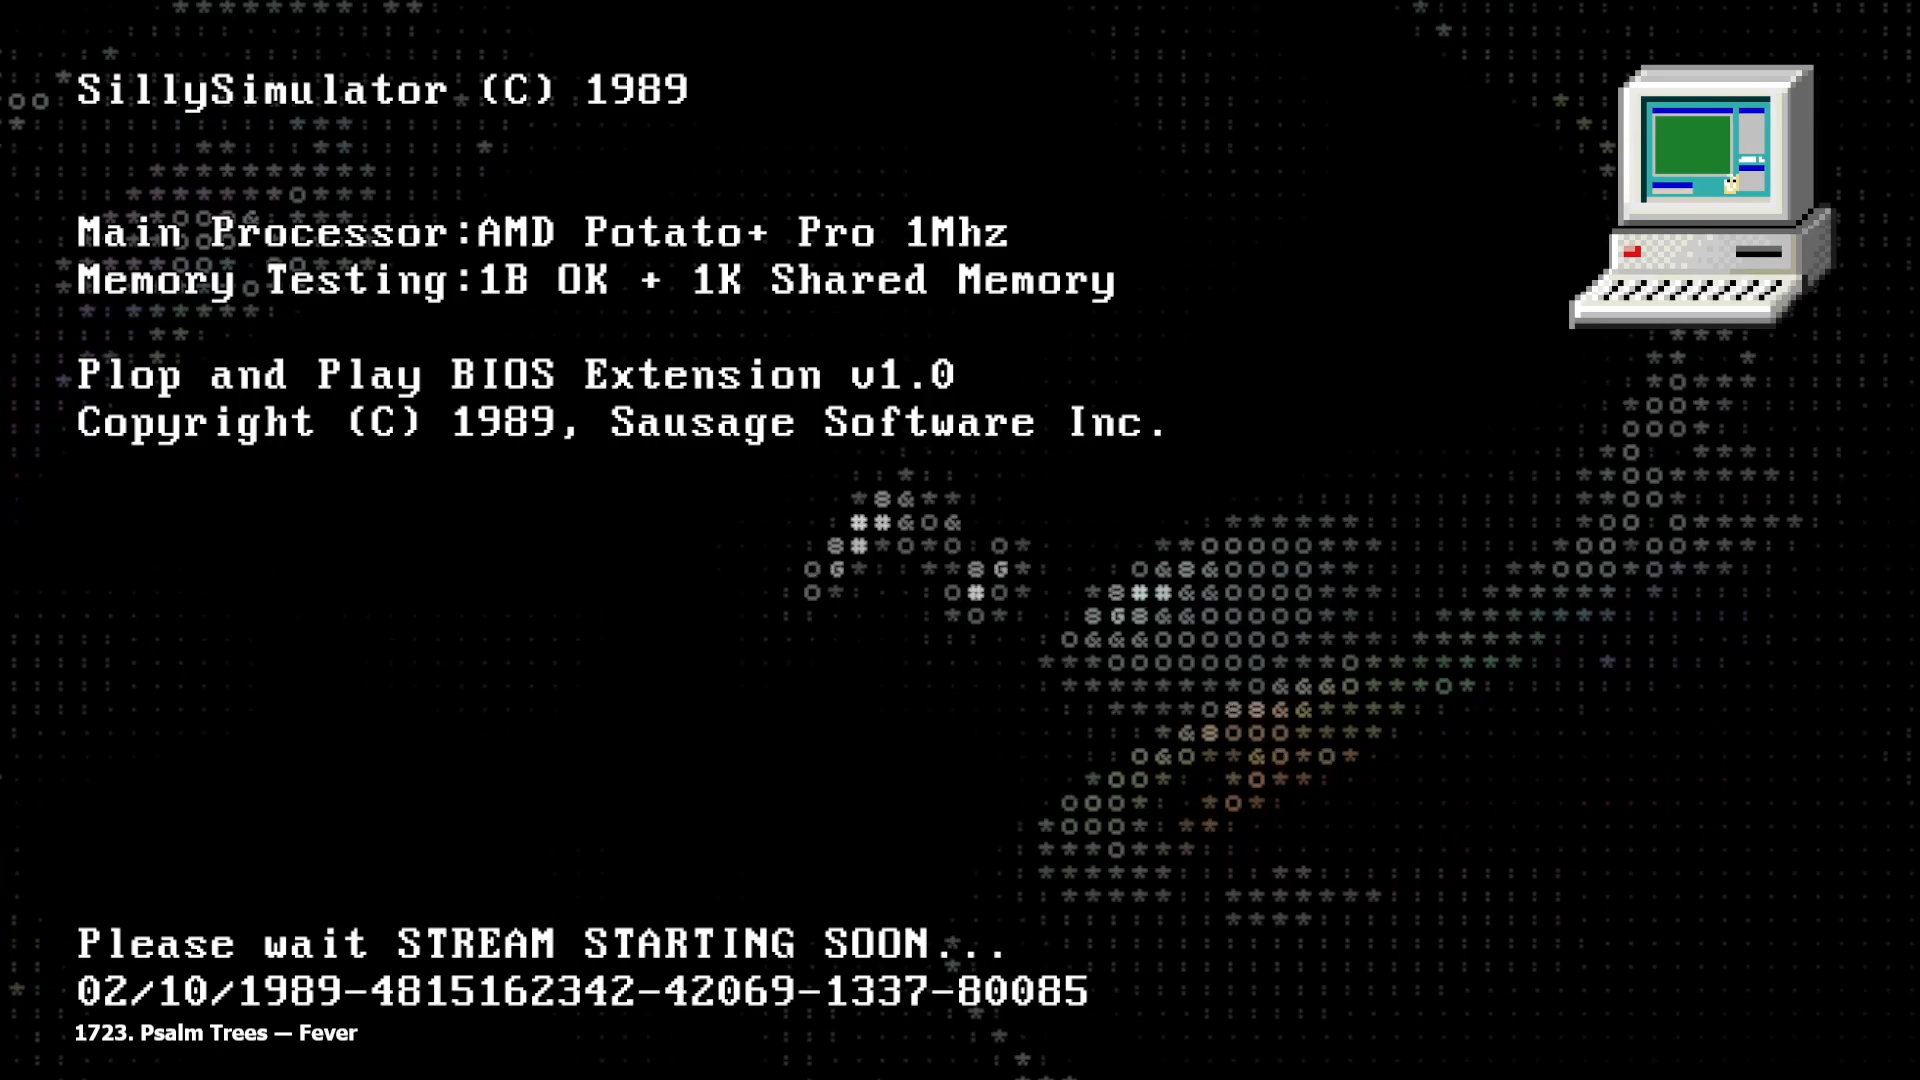 SillySimulator (C) 1989
Main Processor:AMD Potato+ Pro 1Mhz
Memory Testing:1B OK + 1K Shared Memory
Plop and Play BIOS Extension v1.0
Copyright (C) 1989, Sausage Software Inc.
Please wait STREAM STARTING SOON...
02/10/1989-4815162342-42069-1337-80085
1723. Psalm Trees — Fever